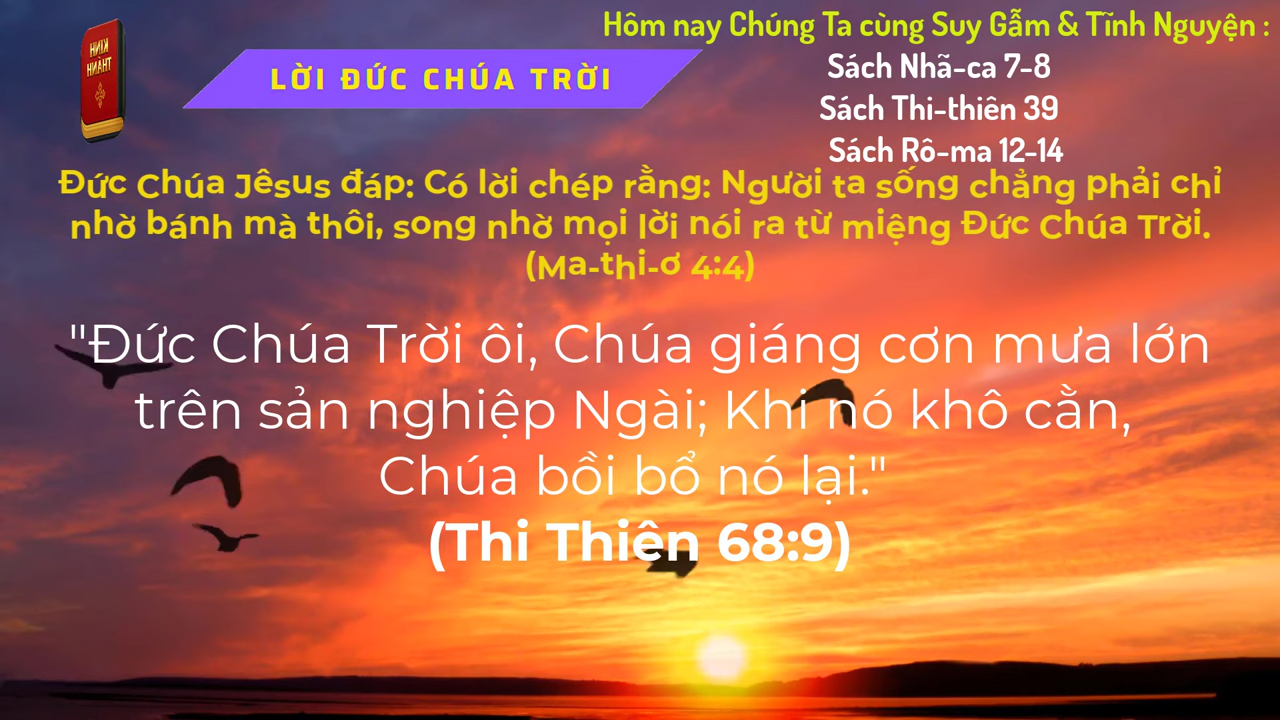 Hôm nay Chúng Ta cùng Suy Gẫm & Tĩnh Nguyện :
Sách Nhã-ca 7-8
Sách Thi-thiên 39
Sách Rô-ma 12-14
KINH
THÁNH
LỜI ĐỨC CHÚA TRỜI
Đức Chúa Jêsus đáp: Có lời chép rằng: Người ta sống chẳng phải chỉ
nhờ bánh mà thôi, song nhờ mọi lời nói ra từ miệng Đức Chúa Trời.
(Ma-thi-ơ 4:4)
"Đức Chúa Trời ôi, Chúa giáng cơn mưa lớn
trên sản nghiệp Ngài; Khi nó khô cằn,
Chúa bồi bổ nó lại."
(Thi Thiên 68:9)